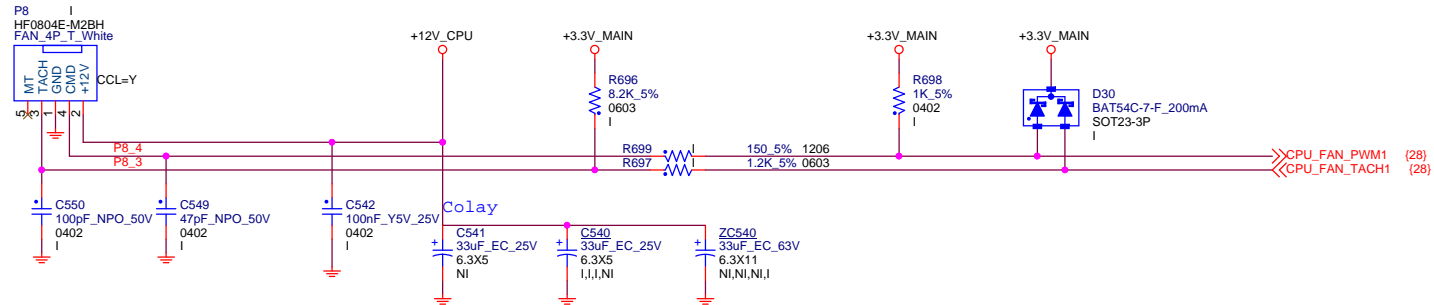 P8 I
HF0804E-M2BH
FAN_4P_T_White
MT
TACH
GND
CMD
+12V
CCL=Y
5
3
1
4
2
+12V_CPU
+3.3V_MAIN
+3.3V_MAIN
+3.3V_MAIN
R696
8.2K_5%
0603
I
R698
1K_5%
0402
I
D30
BAT54C-7-F_200mA
SOT23-3P
I
P8_4
P8_3
R699 I 150_5% 1206
R697 I 1.2K_5% 0603
CPU_FAN_PWM1 {28}
CPU_FAN_TACH1 {28}
C550
100pF_NPO_50V
0402
I
C549
47pF_NPO_50V
0402
I
C542
100nF_Y5V_25V
0402
I
Colay
+
C541
33uF_EC_25V
6.3X5
NI
+
C540
33uF_EC_25V
6.3X5
I,I,I,NI
+
ZC540
33uF_EC_63V
6.3X11
NI,NI,NI,I